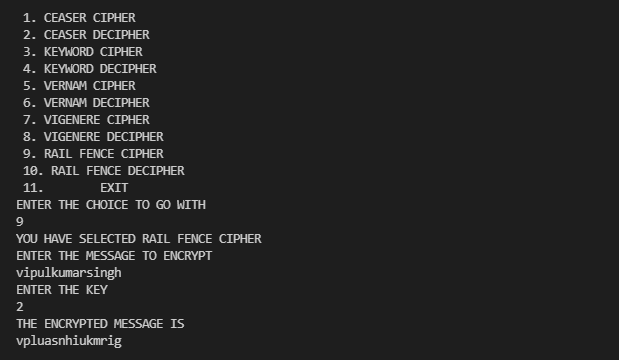 1. CEASER CIPHER
2. CEASER DECIPHER
3. KEYWORD CIPHER
4. KEYWORD DECIPHER
5. VERNAM CIPHER
6. VERNAM DECIPHER
7. VIGENERE CIPHER
8. VIGENERE DECIPHER
9. RAIL FENCE CIPHER
10. RAIL FENCE DECIPHER
11. EXIT
ENTER THE CHOICE TO GO WITH
9
YOU HAVE SELECTED RAIL FENCE CIPHER
ENTER THE MESSAGE TO ENCRYPT
vipulkumarsingh
ENTER THE KEY
2
THE ENCRYPTED MESSAGE IS
vpluasnhiukmrig